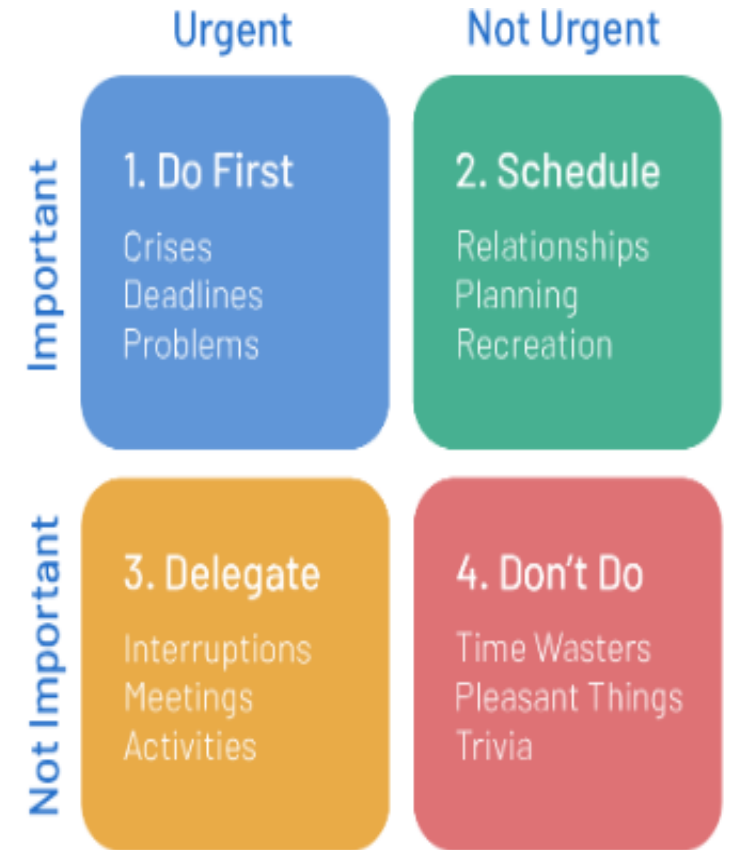 Urgent
Not Urgent
Important
1. Do First
Crises
Deadlines
Problems
2. Schedule
Relationships
Planning
Recreation
Not Important
3. Delegate
Interruptions
Meetings
Activities
4. Don't Do
Time Wasters
Pleasant Things
Trivia